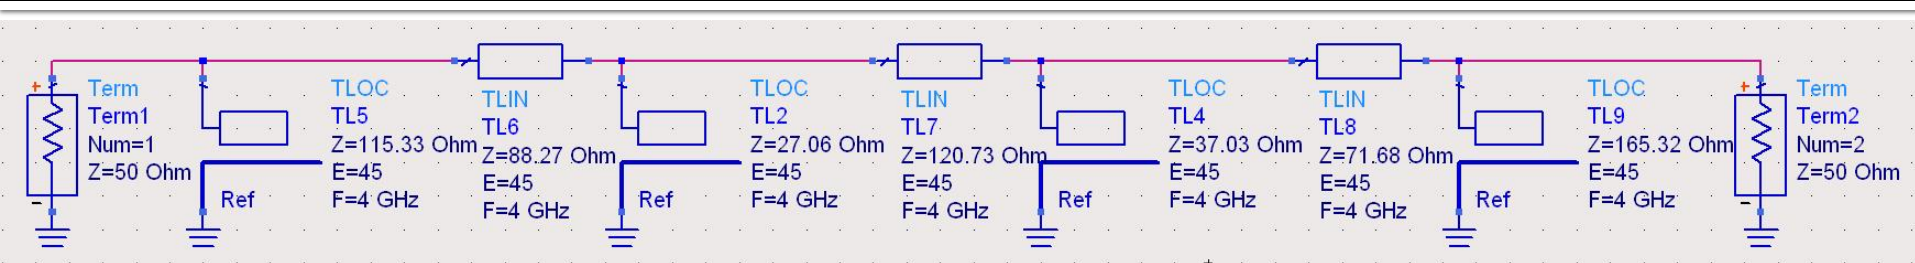 Term
Term1
Num=1
Z=50 Ohm
TLOC
TL5
Z=115.33 Ohm
E=45
F=4 GHz
Ref
TLIN
TL6
Z=88.27 Ohm
E=45
F=4 GHz
TLOC
TL2
Z=27.06 Ohm
E=45
F=4 GHz
Ref
TLIN
TL7
Z=120.73 Ohm
E=45
F=4 GHz
TLOC
TL4
Z=37.03 Ohm
E=45
F=4 GHz
Ref
TLIN
TL8
Z=71.68 Ohm
E=45
F=4 GHz
TLOC
TL9
Z=165.32 Ohm
E=45
F=4 GHz
Ref
Term
Term2
Num=2
Z=50 Ohm